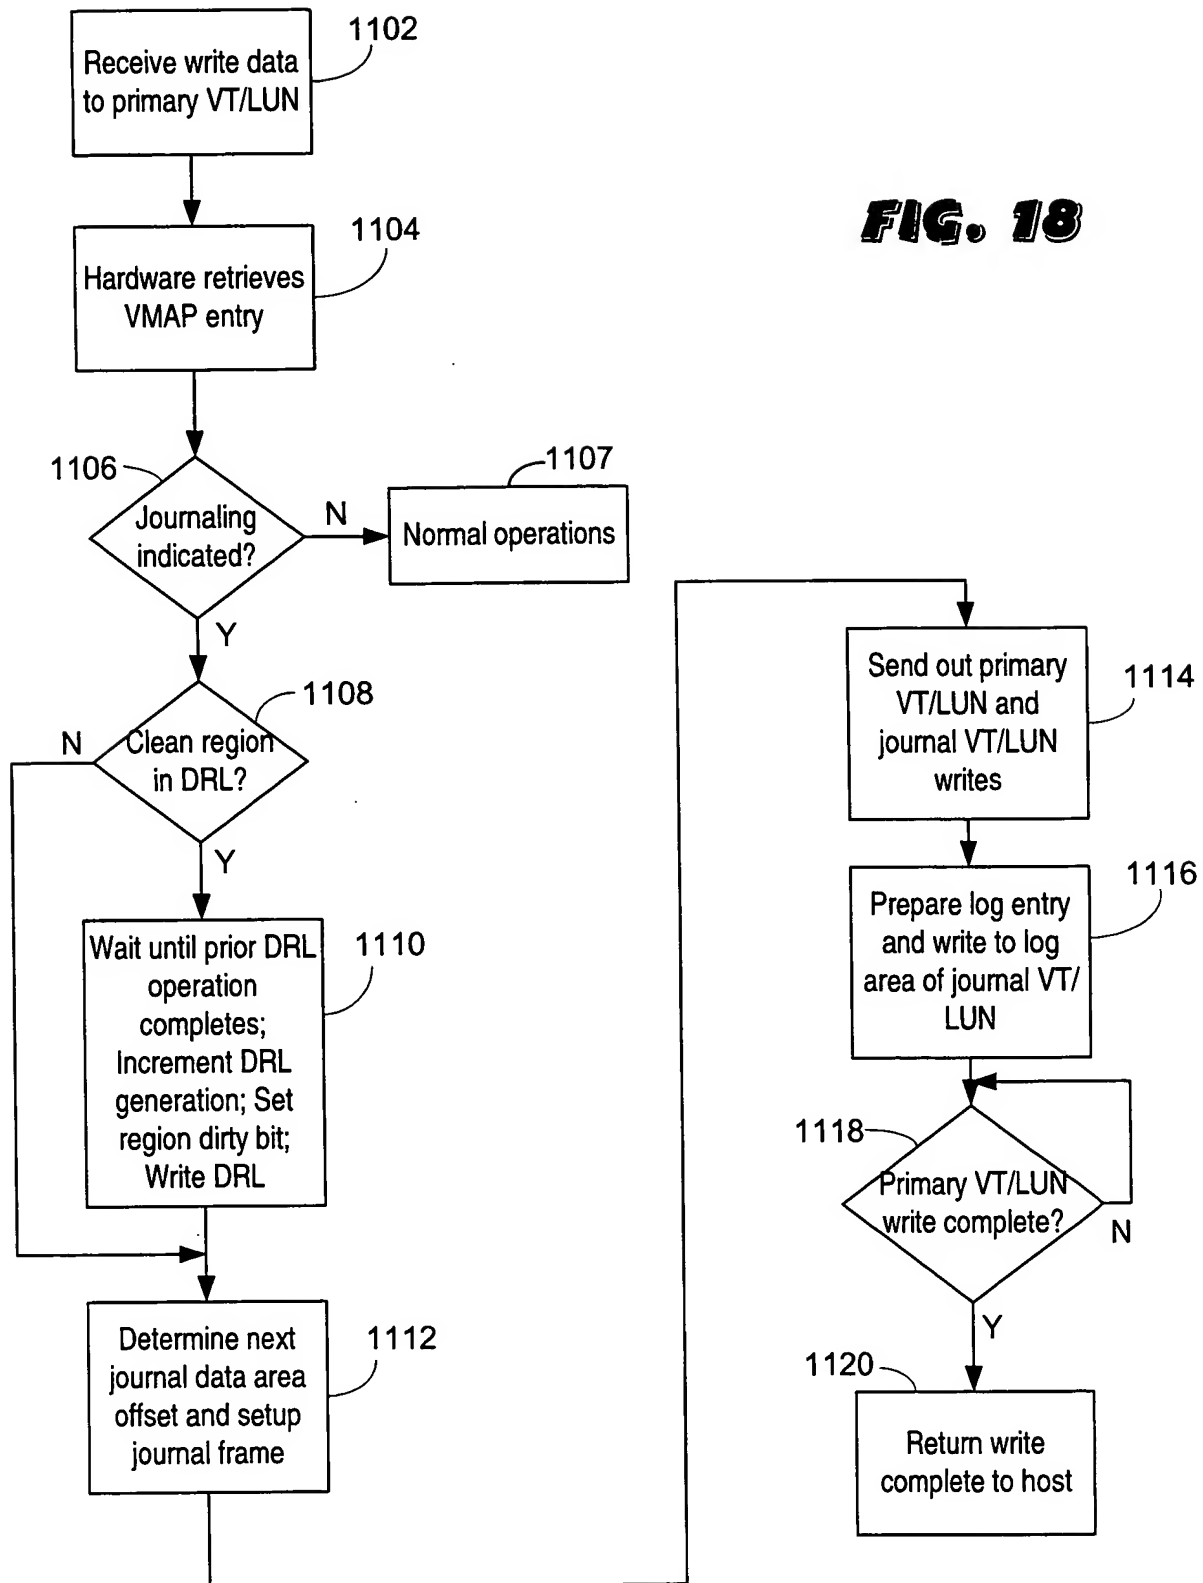 1102
Receive write data
to primary VT/LUN
FIG. 18
1104
Hardware retrieves
VMAP entry
1106
Journaling
indicated?
N
1107
Normal operations
Y
1108
Clean region
in DRL?
N
Y
1110
Wait until prior DRL
operation
completes;
Increment DRL
generation; Set
region dirty bit;
Write DRL
1112
Determine next
journal data area
offset and setup
journal frame
1114
Send out primary
VT/LUN and
journal VT/LUN
writes
1116
Prepare log entry
and write to log
area of journal VT/
LUN
1118
Primary VT/LUN
write complete?
N
Y
1120
Return write
complete to host